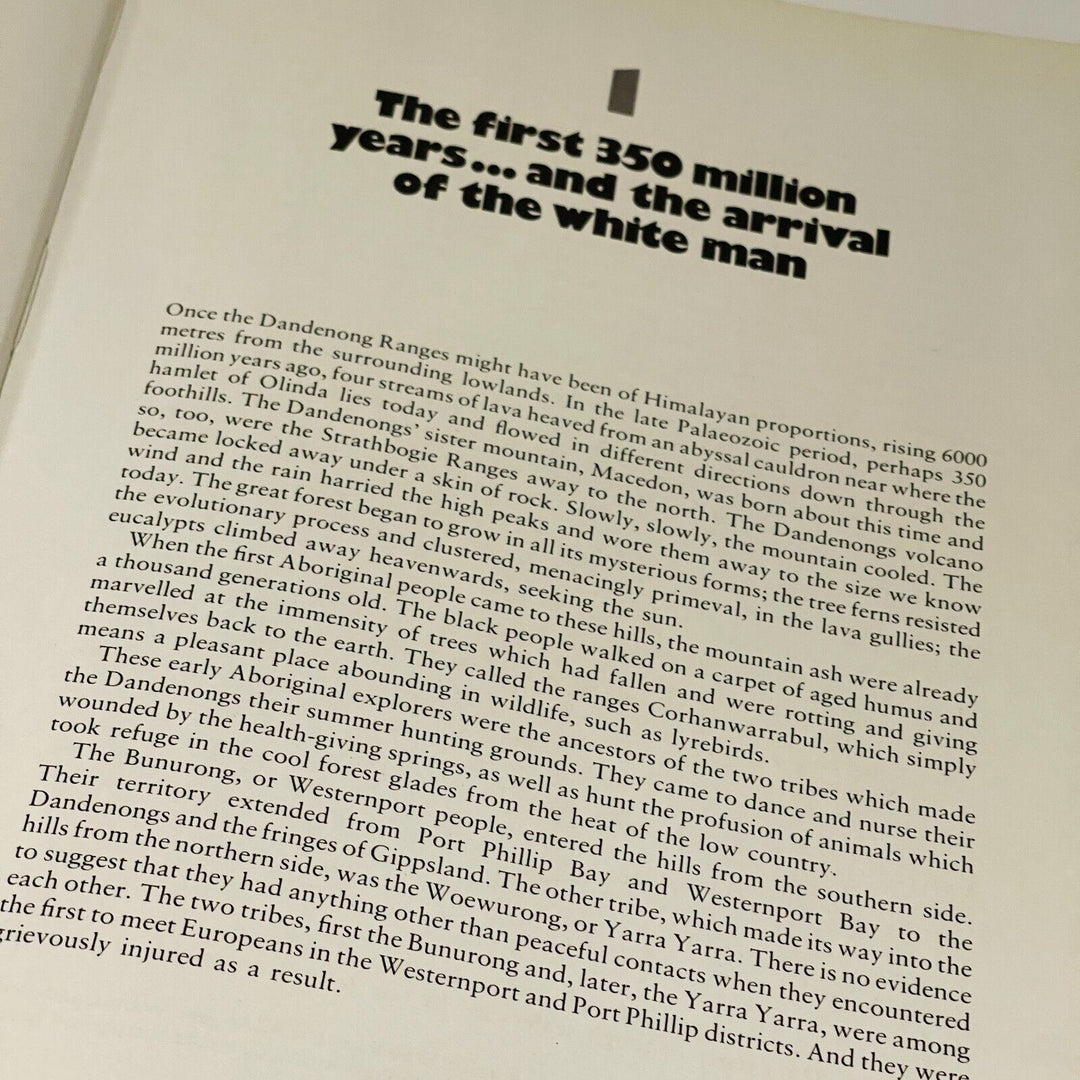 1
The first 350 million
years... and the arrival
of the white man
Once the Dandenong Ranges might have been of Himalayan proportions, rising 6000
metres from the surrounding lowlands. In the late Palaeozoic period, perhaps 350
million years ago, four streams of lava heaved from an abyssal cauldron near where the
hamlet of Olinda lies today and flowed in different directions down through the
foothills. The Dandenongs' sister mountain, Macedon, was born about this time and
so, too, were the Strathbogie Ranges away to the north. The Dandenongs volcano
became locked away under a skin of rock. Slowly, slowly, the mountain cooled. The
wind and the rain harried the high peaks and wore them away to the size we know
today. The great forest began to grow in all its mysterious forms; the tree ferns resisted
the evolutionary process and clustered, menacingly primeval, in the lava gullies; the
eucalypts climbed away heavenwards, seeking the sun.
When the first Aboriginal people came to these hills, the mountain ash were already
a thousand generations old. The black people walked on a carpet of aged humus and
marvelled at the immensity of trees which had fallen and were rotting and giving
themselves back to the earth. They called the ranges Corhanwarrabul, which simply
means a pleasant place abounding in wildlife, such as lyrebirds.
These early Aboriginal explorers were the ancestors of the two tribes which made
the Dandenongs their summer hunting grounds. They came to dance and nurse their
wounded by the health-giving springs, as well as hunt the profusion of animals which
took refuge in the cool forest glades from the heat of the low country.
The Bunurong, or Westernport people, entered the hills from the southern side.
Their territory extended from Port Phillip Bay and Westernport Bay to the
Dandenongs and the fringes of Gippsland. The other tribe, which made its way into the
hills from the northern side, was the Woewurong, or Yarra Yarra. There is no evidence
to suggest that they had anything other than peaceful contacts when they encountered
each other. The two tribes, first the Bunurong and, later, the Yarra Yarra, were among
the first to meet Europeans in the Westernport and Port Phillip districts. And they were
grievously injured as a result.